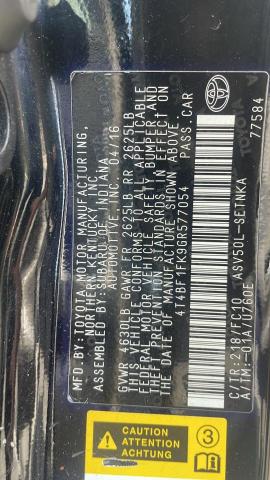 MFD.BY:TOYOTA MOTOR MANUFACTURING,
NORTHERN KENTUCKY, INC.
ASSEMBLED: SUBARU OF INDIANA
AUTOMOTIVE, INC. 04/16
GVWR 4630LB GAWR FR 2625LB RR 2625LB
THIS VEHICLE CONFORMS TO ALL APPLICABLE
FEDERAL MOTOR VEHICLE SAFETY, BUMPER AND
THEFT PREVENTION STANDARDS IN EFFECT ON
THE DATE OF MANUFACTURE SHOWN ABOVE.
4T4BF1FK9GR577054 PASS.CAR
C/TR:218/FC10 ASV50L-SETNKA
A/TM:-01A/U760E 77584
CAUTION
ATTENTION
ACHTUNG
3